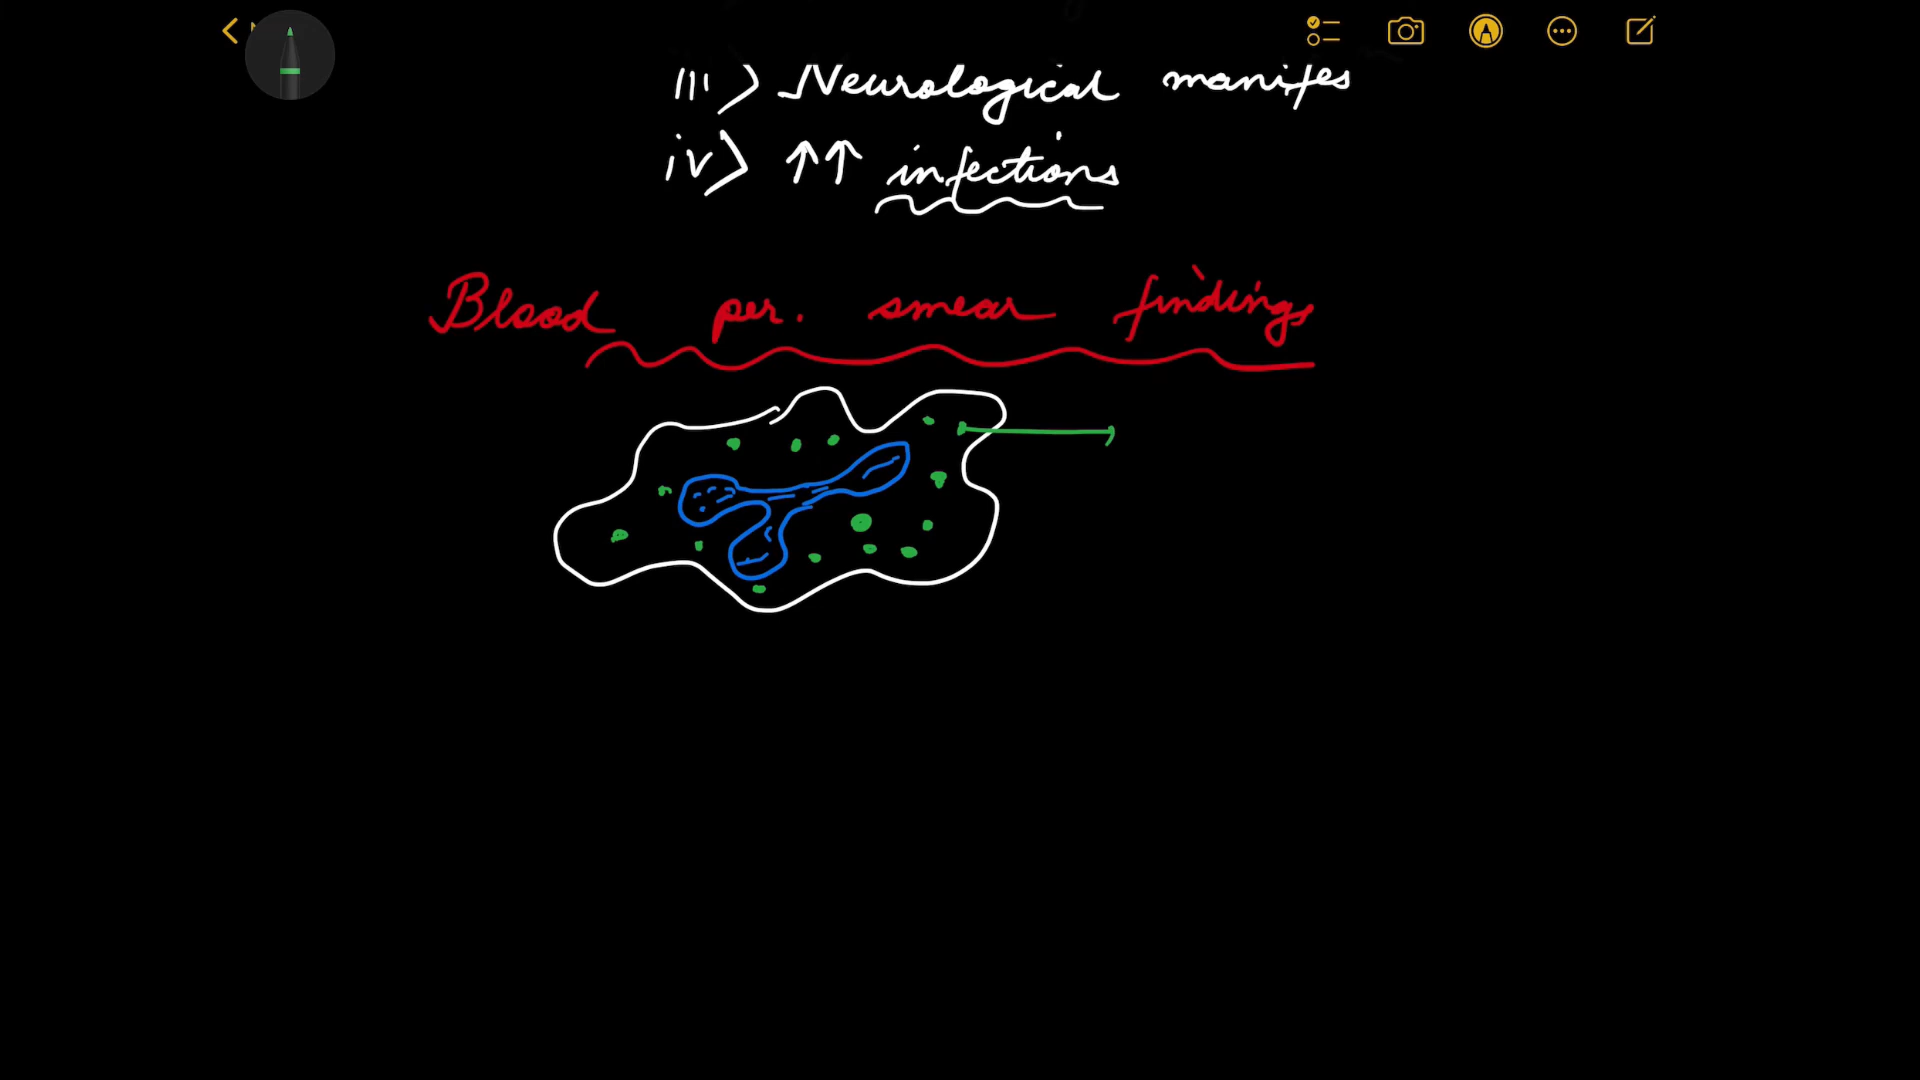 iii) Neurological manifes
iv) ↑↑ infections
Blood per. smear findings